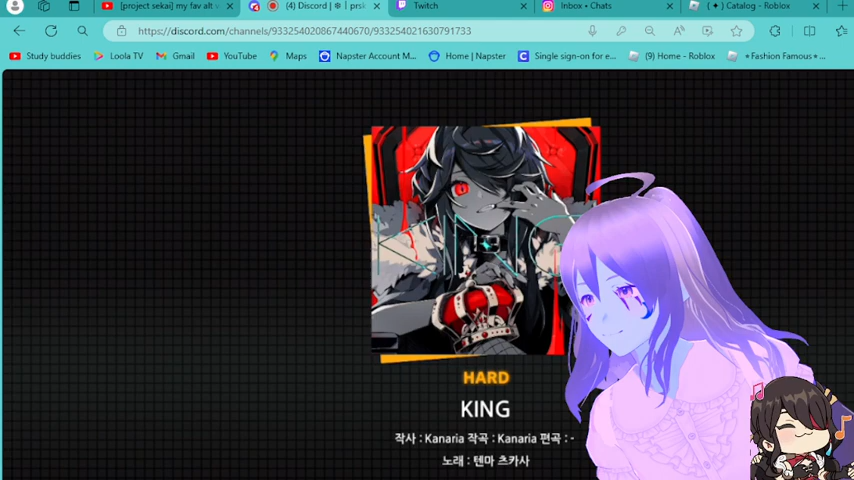 [project sekai] my fav alt v
(4) Discord | ❄ | prsk
Twitch
Inbox • Chats
( ✦ ) Catalog - Roblox
https://discord.com/channels/933254020867440670/933254021630791733
Study buddies
Loola TV
Gmail
YouTube
Maps
Napster Account M...
Home | Napster
Single sign-on for e...
(9) Home - Roblox
*Fashion Famous*...
HARD
KING
작사 : Kanaria 작곡 : Kanaria 편곡 : -
노래 : 텐마 츠카사